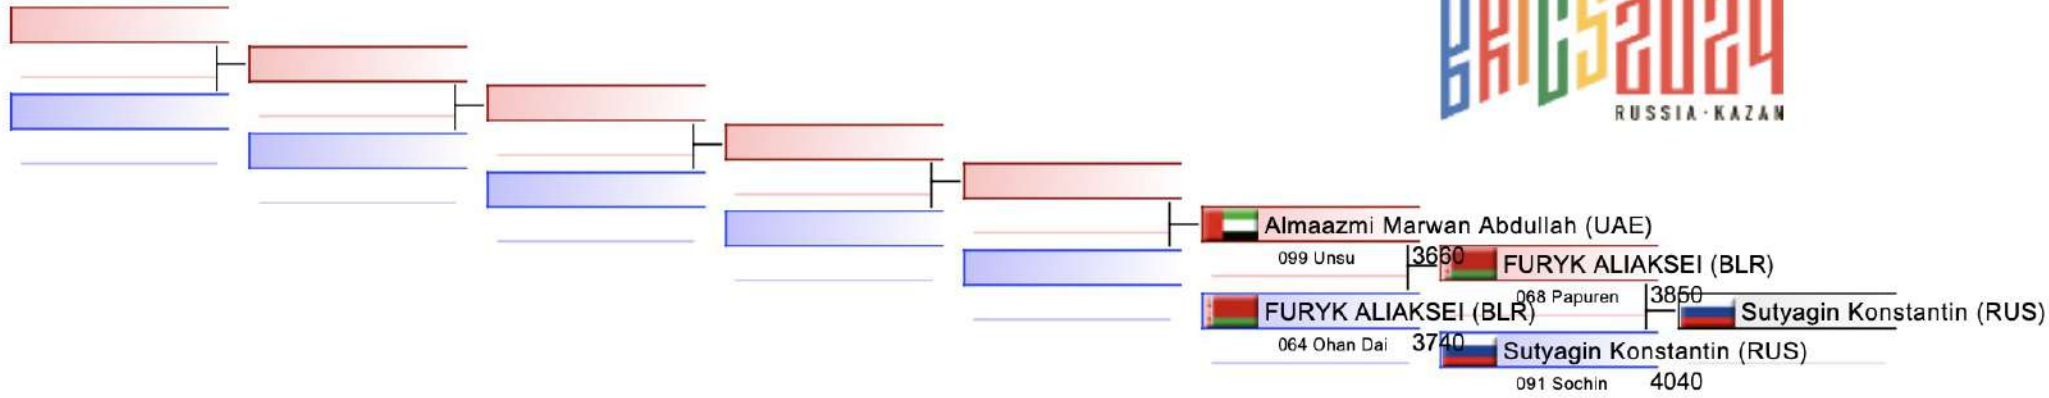 BRICS2024
RUSSIA·KAZAN
Almaazmi Marwan Abdullah (UAE)
099 Unsu 3660
FURYK ALIAKSEI (BLR)
068 Papuren 3850
FURYK ALIAKSEI (BLR)
064 Ohan Dai 3740
Sutyagin Konstantin (RUS)
Sutyagin Konstantin (RUS)
091 Sochin 4040